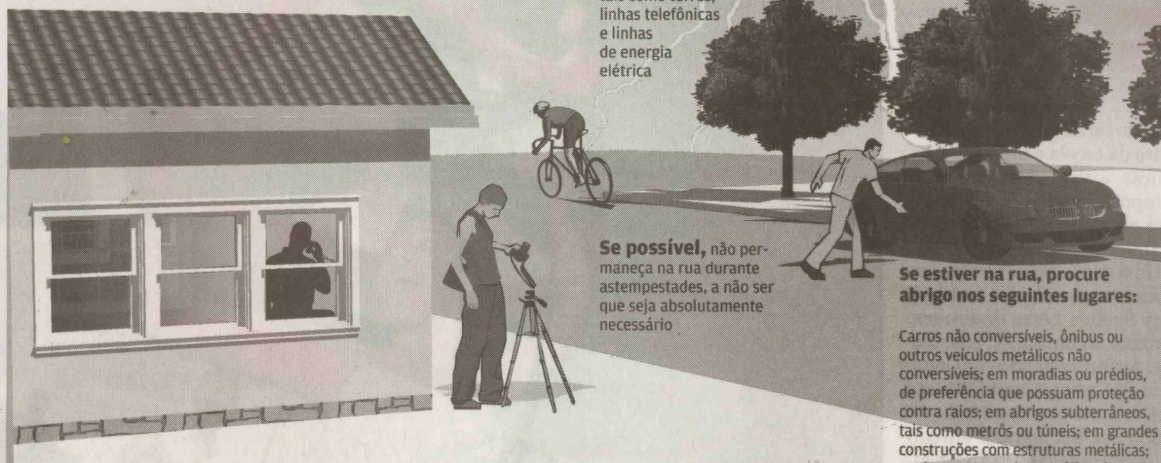 linhas telefônicas
e linhas
de energia
elétrica
Se possível, não per-
maneça na rua durante
astempestades, a não ser
que seja absolutamente
necessário
Se estiver na rua, procure
abrigo nos seguintes lugares:
Carros não conversíveis, ônibus ou
outros veículos metálicos não
conversíveis; em moradias ou prédios,
de preferência que possuam proteção
contra raios; em abrigos subterrâneos,
tais como metrôs ou túneis; em grandes
construções com estruturas metálicas;